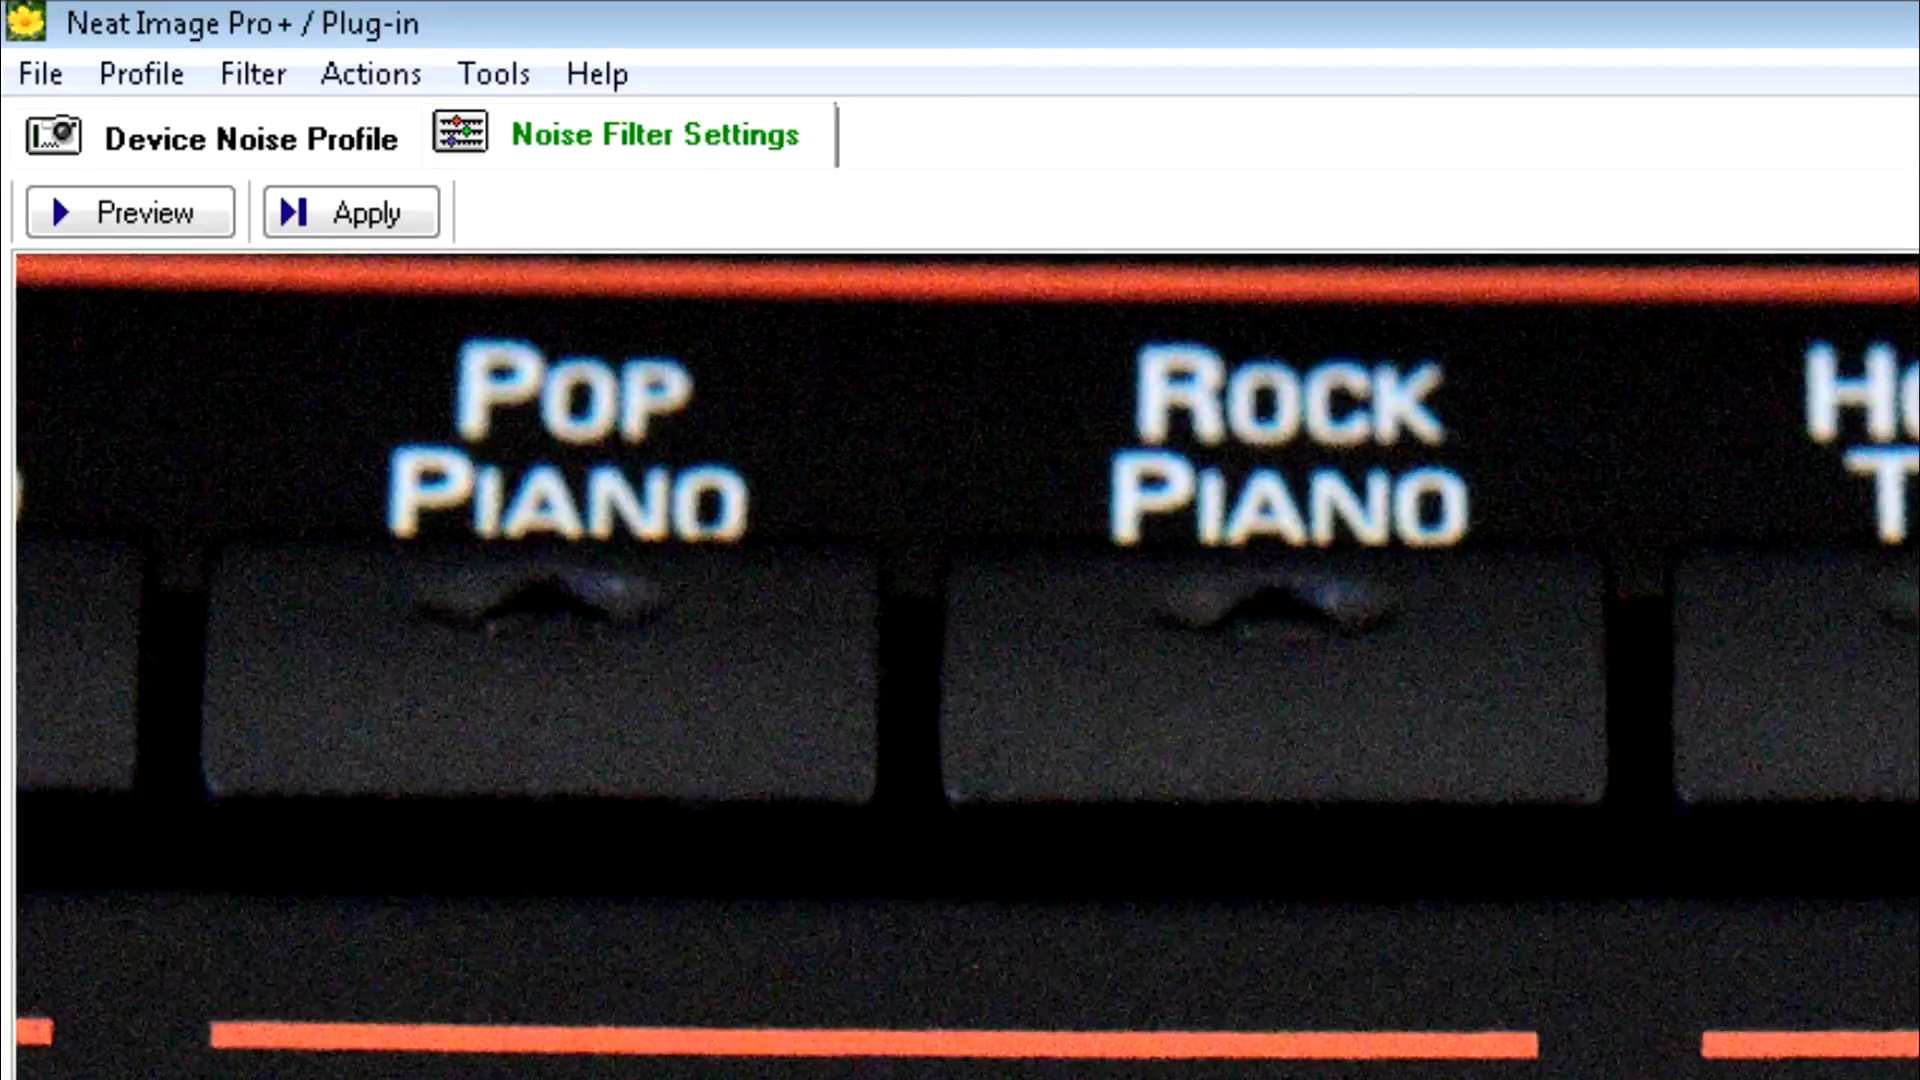 Neat Image Pro+ / Plug-in
File Profile Filter Actions Tools Help
Device Noise Profile Noise Filter Settings
Preview Apply
POP
PIANO
ROCK
PIANO